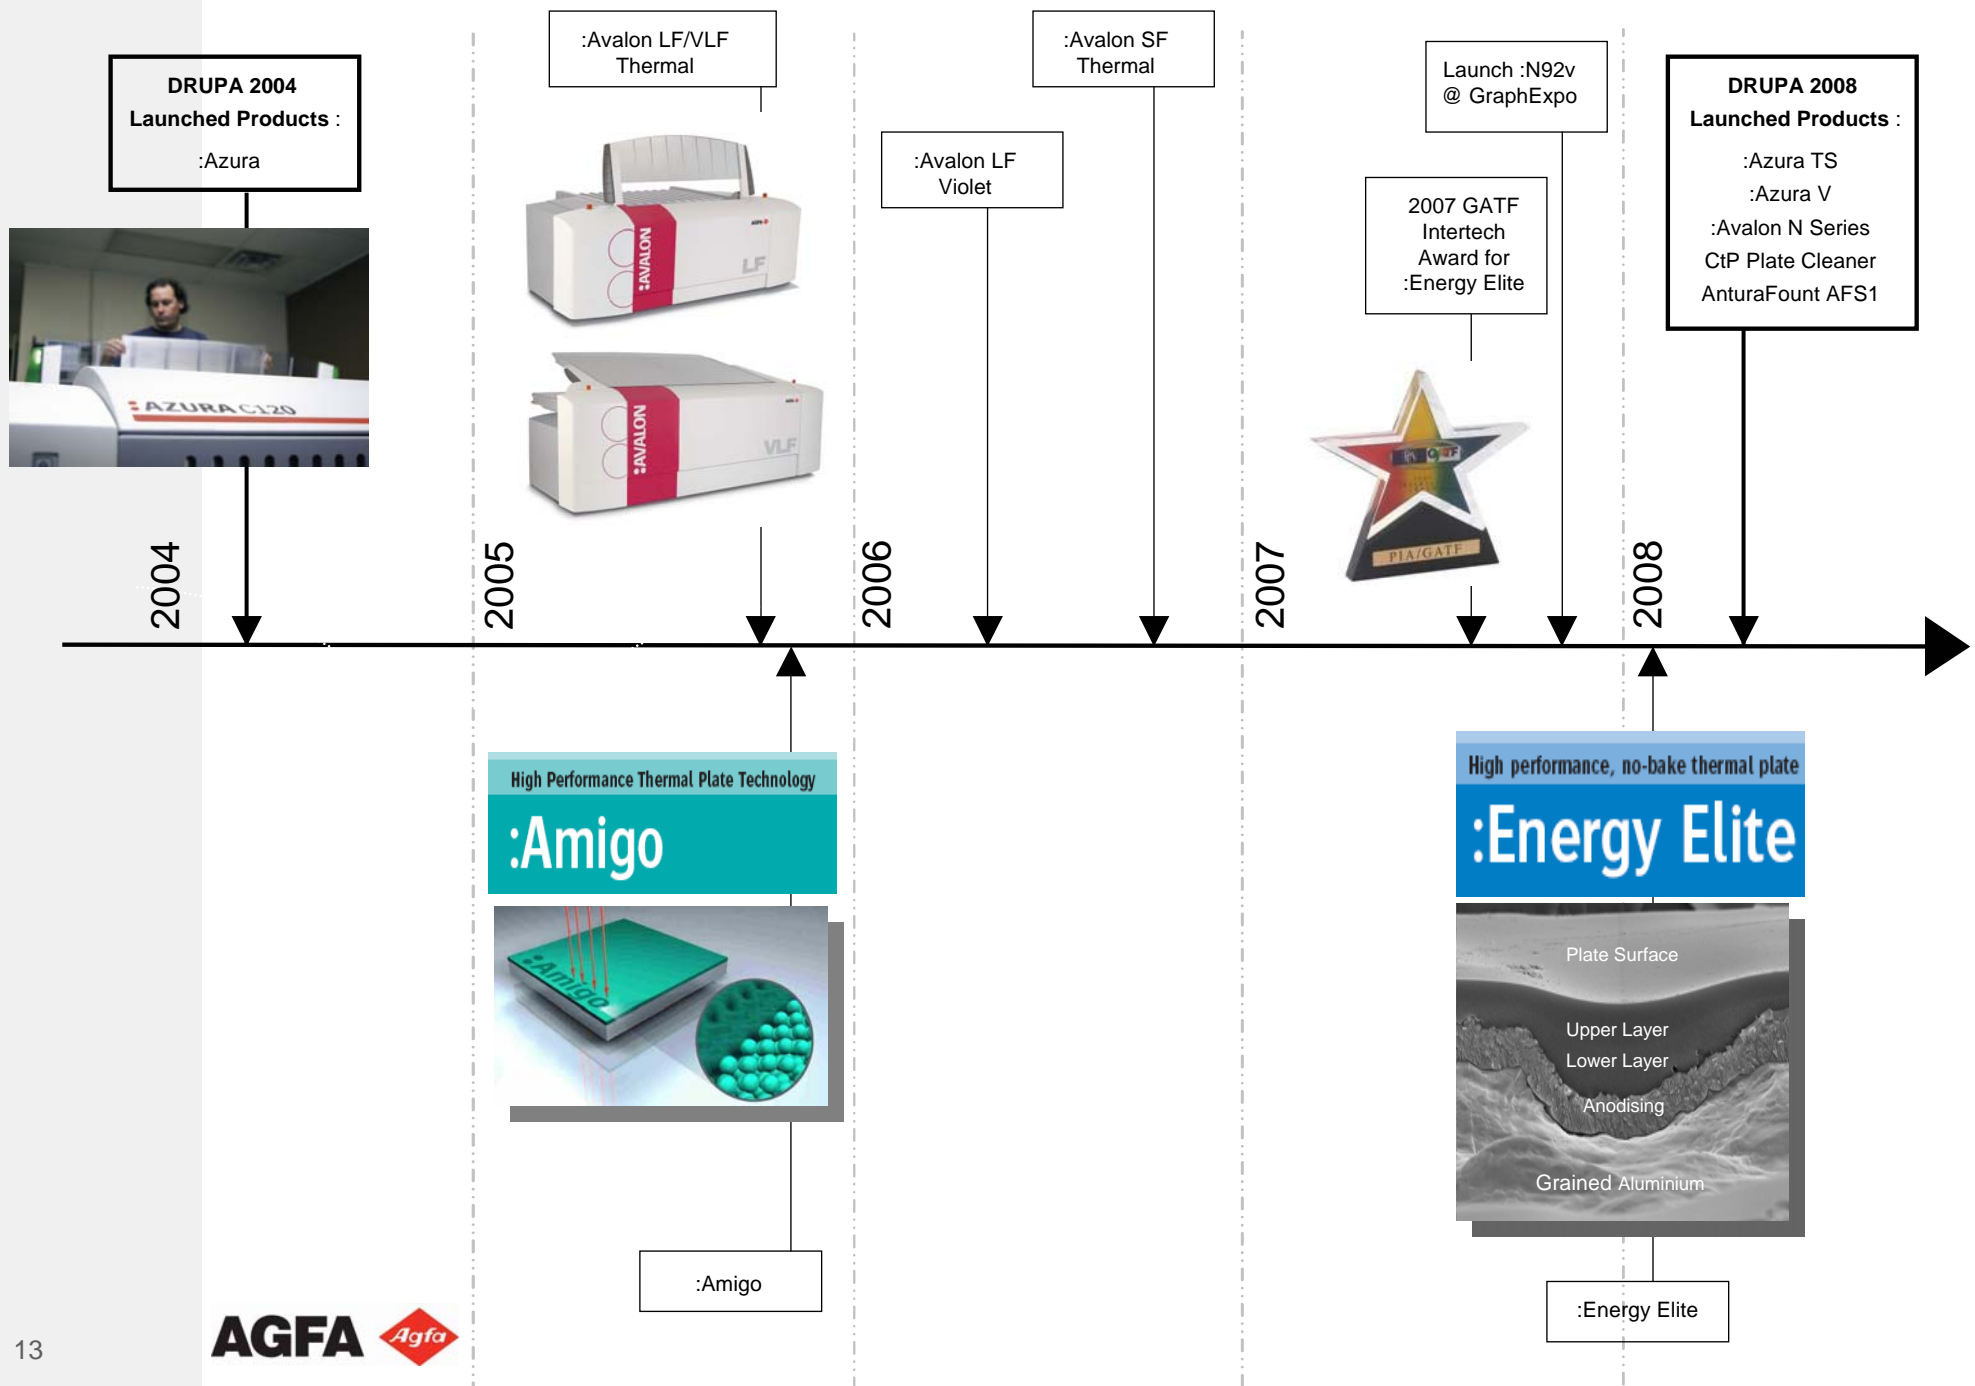 DRUPA 2004
Launched Products :
:Azura
:AZURA C120
:Avalon LF/VLF
Thermal
:AVALON
LF
:AVALON
VLF
:Avalon LF
Violet
:Avalon SF
Thermal
2007 GATF
Intertech
Award for
:Energy Elite
PIA/GATF
Launch :N92v
@ GraphExpo
DRUPA 2008
Launched Products :
:Azura TS
:Azura V
:Avalon N Series
CtP Plate Cleaner
AnturaFount AFS1
2004
2005
2006
2007
2008
High Performance Thermal Plate Technology
:Amigo
:Amigo
:Amigo
High performance, no-bake thermal plate
:Energy Elite
Plate Surface
Upper Layer
Lower Layer
Anodising
Grained Aluminium
:Energy Elite
13
AGFA
Agfa